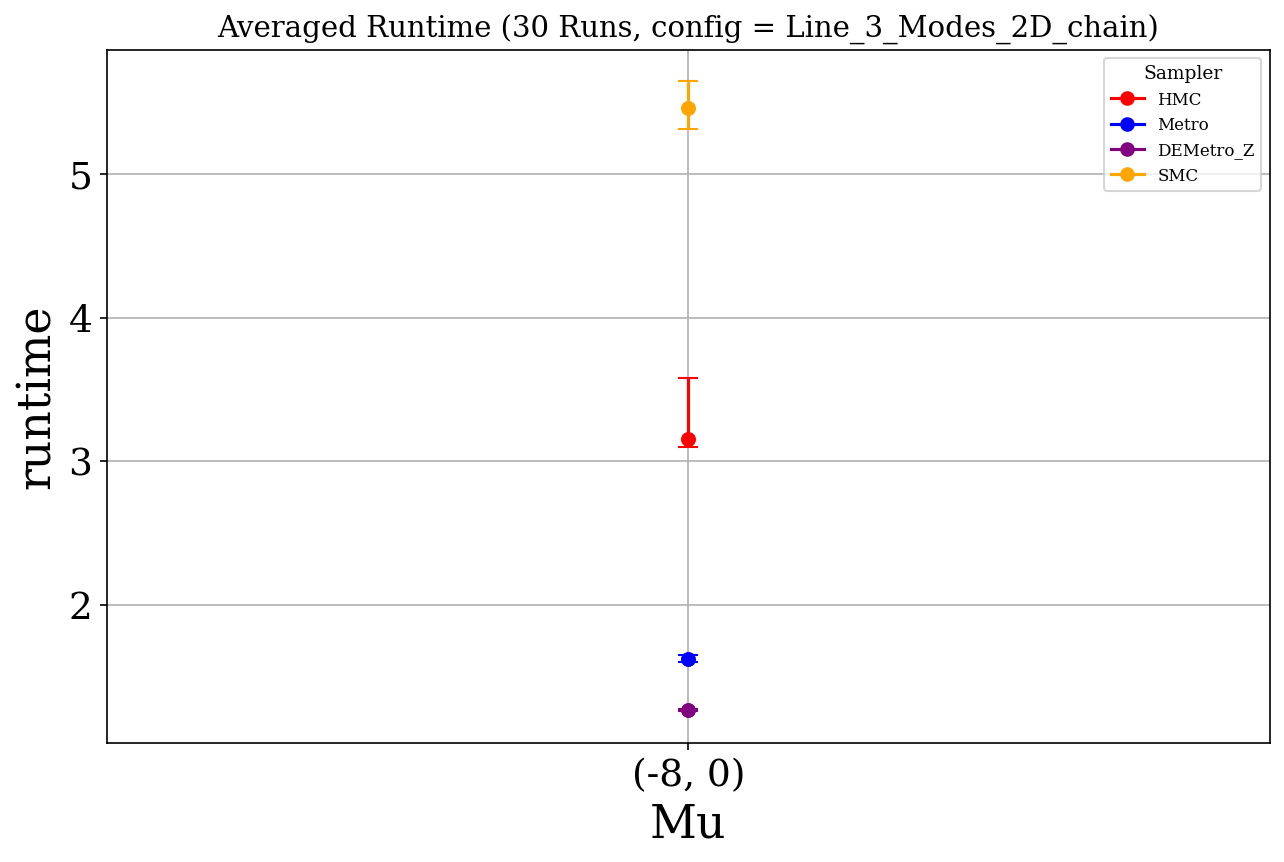 Averaged Runtime (30 Runs, config = Line_3_Modes_2D_chain)
Sampler
HMC
Metro
DEMetro_Z
SMC
runtime
5
4
3
2
(-8, 0)
Mu